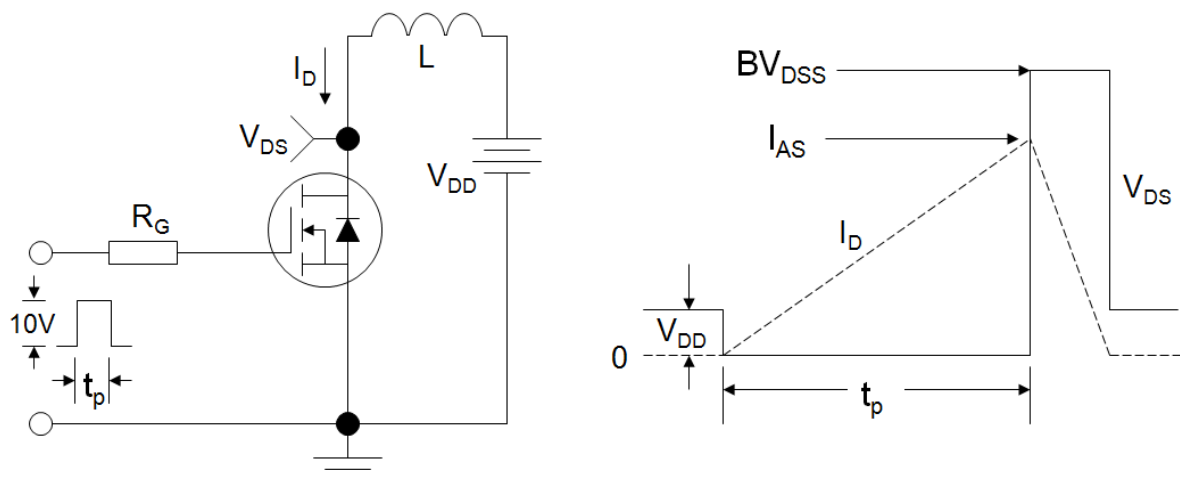 L
I_D
V_DS
V_DD
R_G
10V
t_p
BV_DSS
I_AS
V_DS
I_D
V_DD
0
t_p